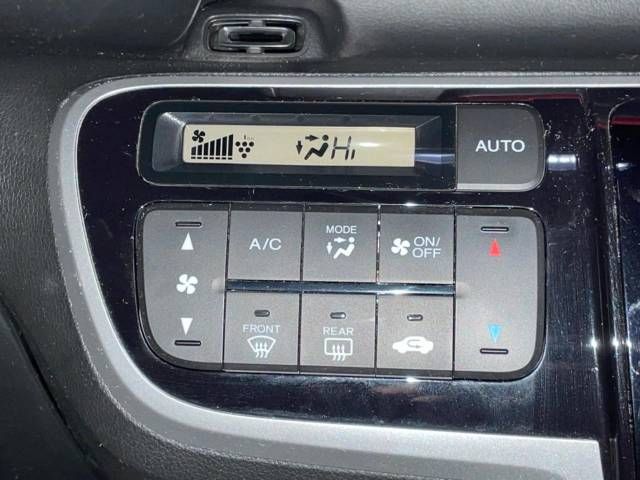 Hi
AUTO
A/C
MODE
ON/
OFF
FRONT
REAR